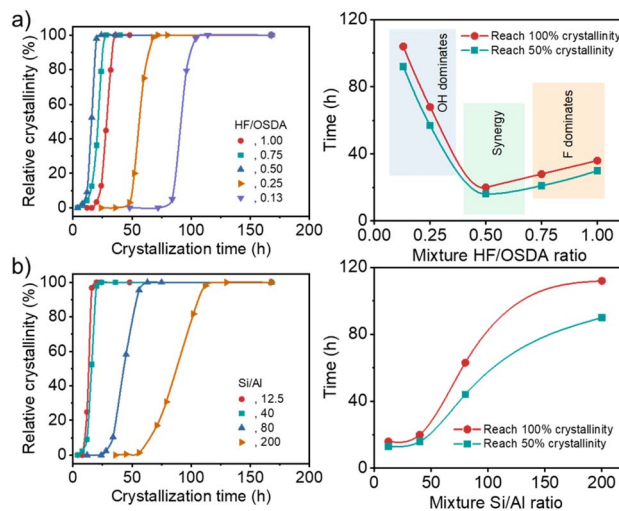 a)
Relative crystallinity (%)
100
80
60
40
20
0
HF/OSDA
, 1.00
, 0.75
, 0.50
, 0.25
, 0.13
0 50 100 150 200
Crystallization time (h)
Time (h)
120
80
40
0
Reach 100% crystallinity
Reach 50% crystallinity
OH dominates
Synergy
F dominates
0.00 0.25 0.50 0.75 1.00
Mixture HF/OSDA ratio
b)
Relative crystallinity (%)
100
80
60
40
20
0
Si/Al
, 12.5
, 40
, 80
, 200
0 50 100 150 200
Crystallization time (h)
Time (h)
120
80
40
0
Reach 100% crystallinity
Reach 50% crystallinity
0 50 100 150 200
Mixture Si/Al ratio